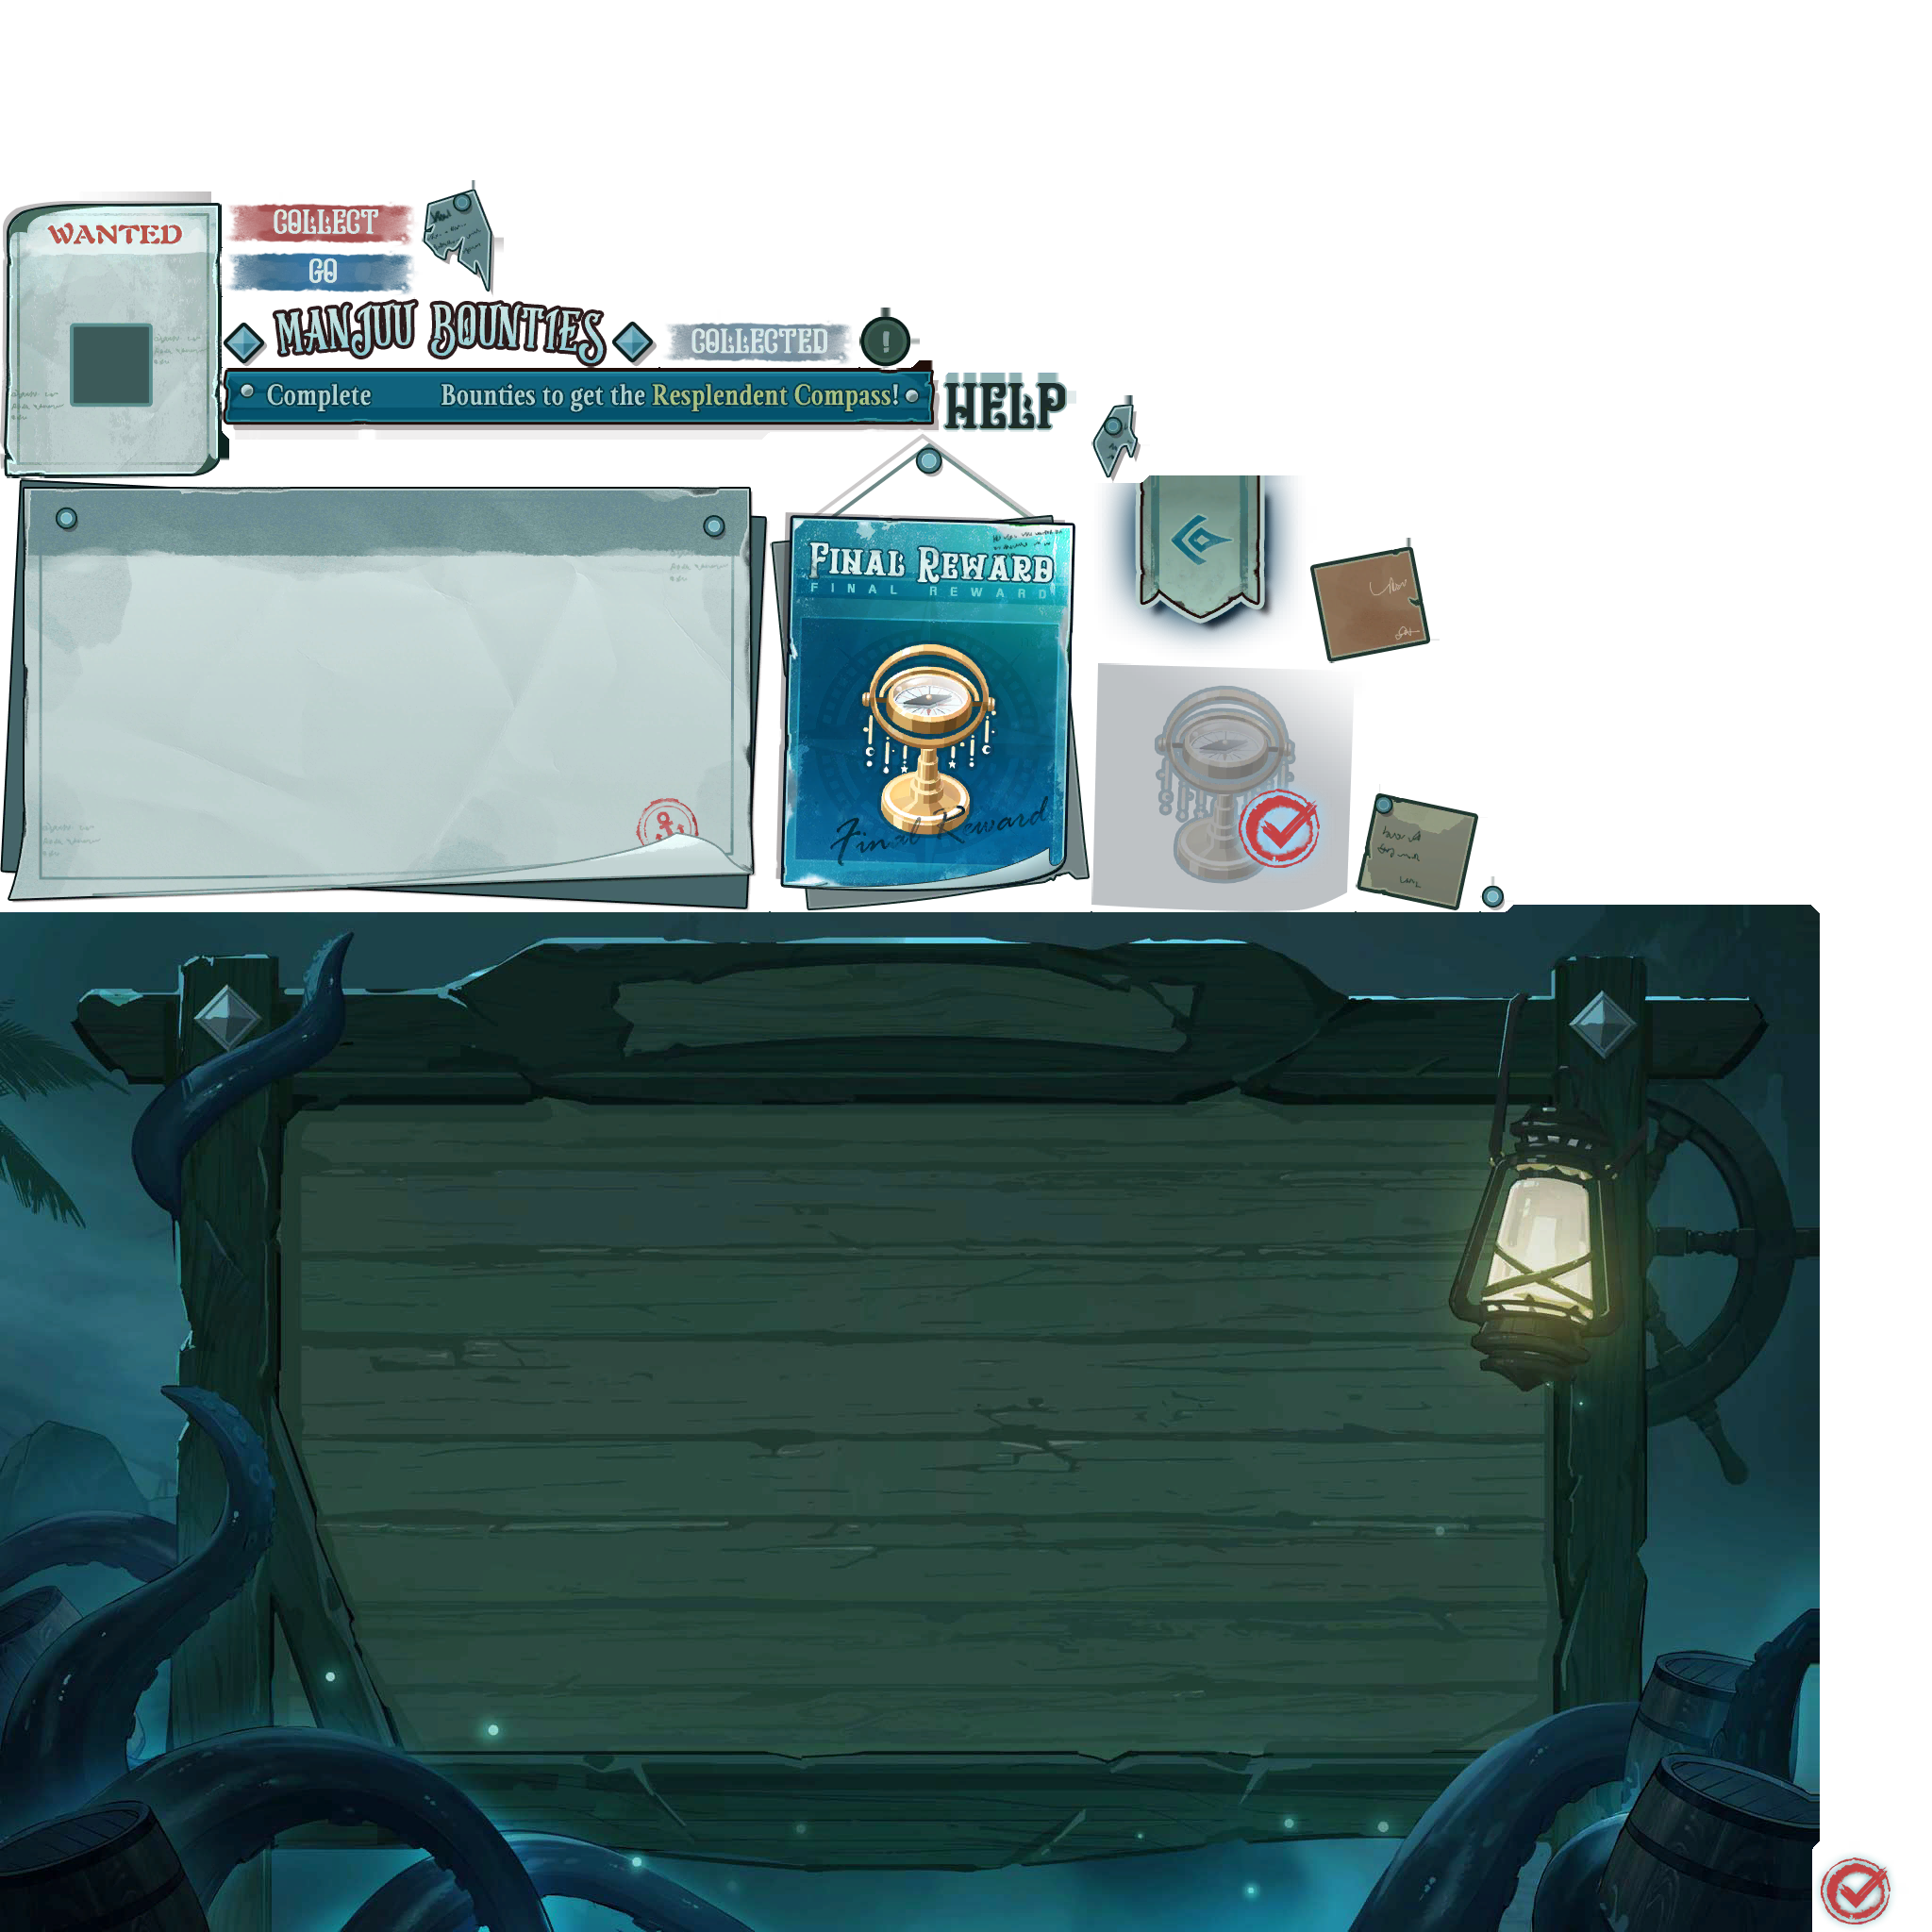 WANTED
COLLECT
GO
MANJUU BOUNTIES
COLLECTED
!
Complete Bounties to get the Resplendent Compass!
HELP
FINAL REWARD
FINAL REWARD
Final Reward